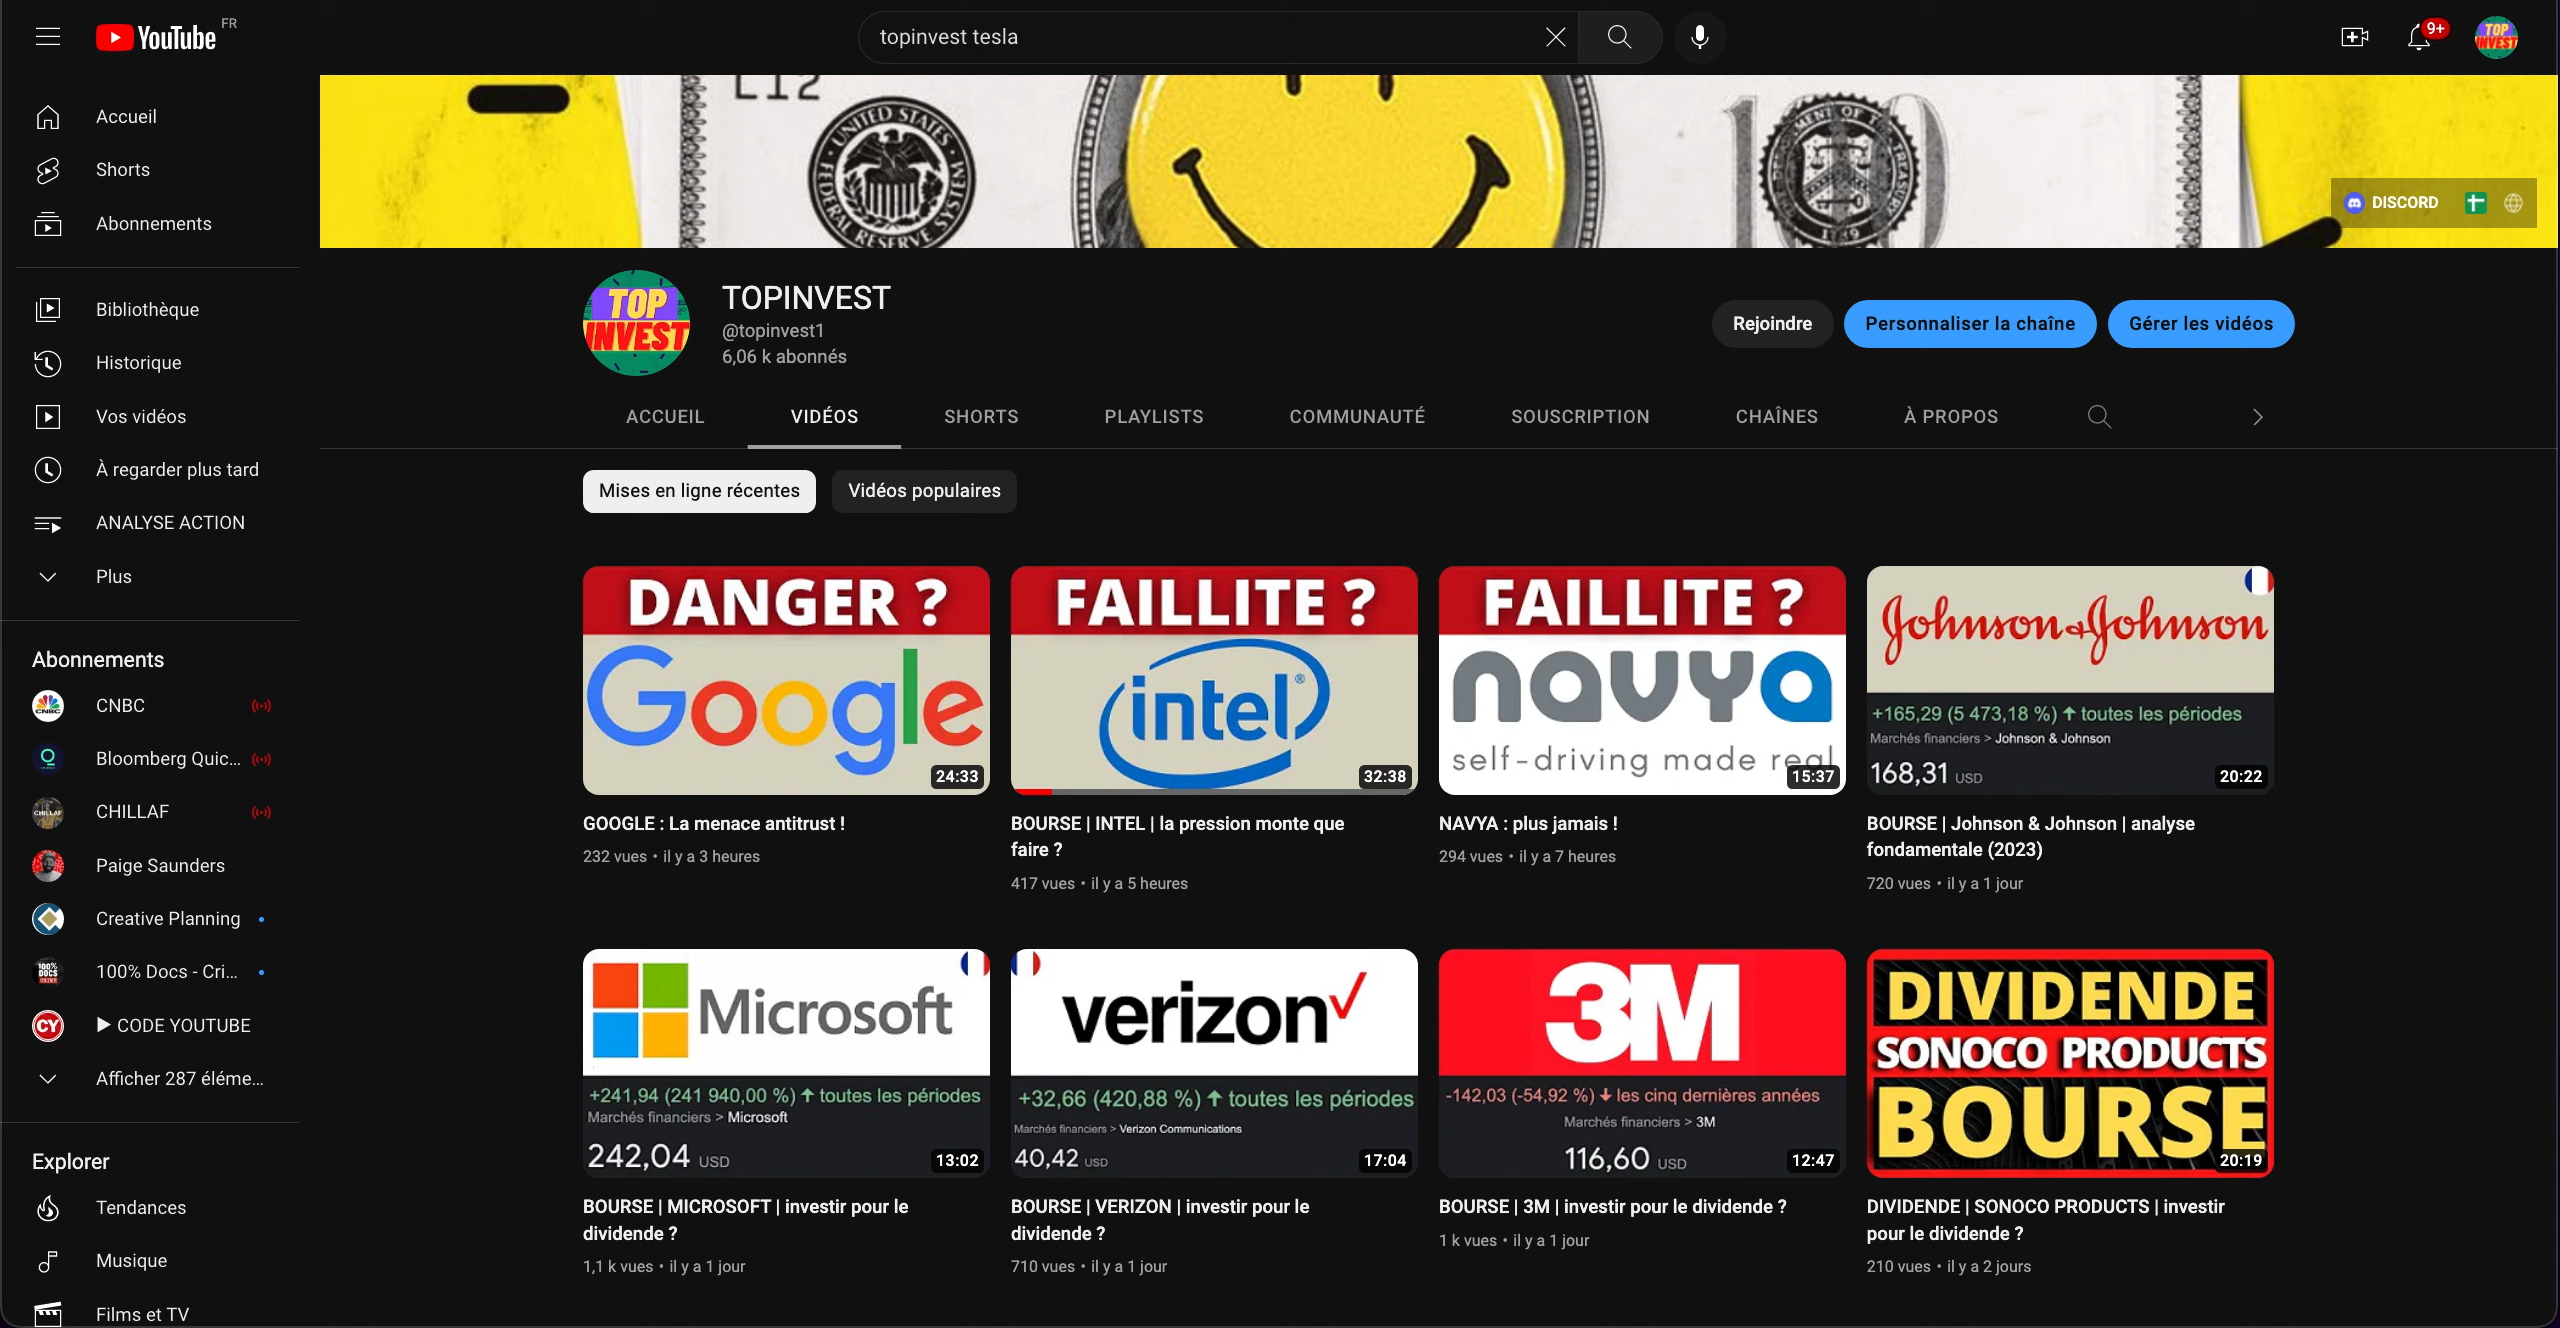 YouTube FR
topinvest tesla
9+
TOP
INVEST
Accueil
Shorts
Abonnements
Bibliothèque
Historique
Vos vidéos
À regarder plus tard
ANALYSE ACTION
Plus
Abonnements
CNBC
Bloomberg Quic...
CHILLAF
Paige Saunders
Creative Planning
100% Docs - Cri...
CODE YOUTUBE
Afficher 287 éléme...
Explorer
Tendances
Musique
Films et TV
L12
UNITED STATES
FEDERAL RESERVE SYSTEM
1789
DISCORD
TOP
INVEST
TOPINVEST
@topinvest1
6,06 k abonnés
Rejoindre
Personnaliser la chaîne
Gérer les vidéos
ACCUEIL
VIDÉOS
SHORTS
PLAYLISTS
COMMUNAUTÉ
SOUSCRIPTION
CHAÎNES
À PROPOS
Mises en ligne récentes
Vidéos populaires
DANGER ?
Google
24:33
GOOGLE : La menace antitrust !
232 vues • il y a 3 heures
FAILLITE ?
intel®
32:38
BOURSE | INTEL | la pression monte que
faire ?
417 vues • il y a 5 heures
FAILLITE ?
navya
self-driving made real
15:37
NAVYA : plus jamais !
294 vues • il y a 7 heures
Johnson & Johnson
+165,29 (5 473,18 %) ↑ toutes les périodes
Marchés financiers > Johnson & Johnson
168,31 USD
20:22
BOURSE | Johnson & Johnson | analyse
fondamentale (2023)
720 vues • il y a 1 jour
Microsoft
+241,94 (241 940,00 %) ↑ toutes les périodes
Marchés financiers > Microsoft
242,04 USD
13:02
BOURSE | MICROSOFT | investir pour le
dividende ?
1,1 k vues • il y a 1 jour
verizon
+32,66 (420,88 %) ↑ toutes les périodes
Marchés financiers > Verizon Communications
40,42 USD
17:04
BOURSE | VERIZON | investir pour le
dividende ?
710 vues • il y a 1 jour
3M
-142,03 (-54,92 %) ↓ les cinq dernières années
Marchés financiers > 3M
116,60 USD
12:47
BOURSE | 3M | investir pour le dividende ?
1 k vues • il y a 1 jour
DIVIDENDE
SONOCO PRODUCTS
BOURSE
20:19
DIVIDENDE | SONOCO PRODUCTS | investir
pour le dividende ?
210 vues • il y a 2 jours